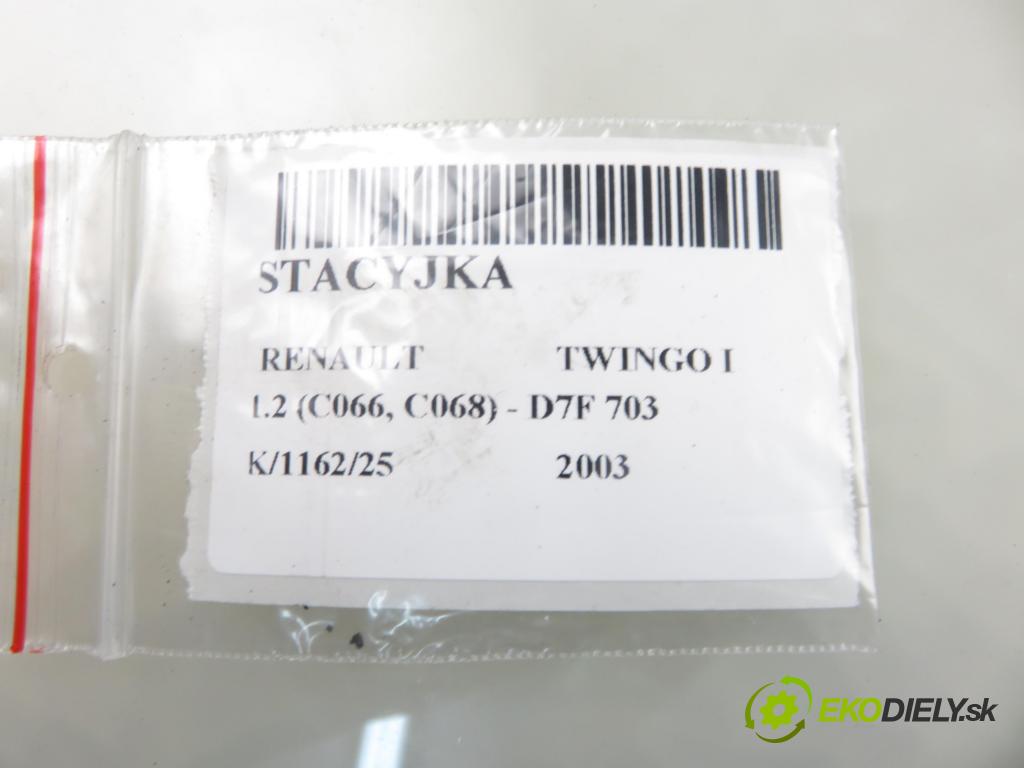 STACYJKA
RENAULT TWINGO I
1.2 (C066, C068) - D7F 703
K/1162/25 2003
EKODIELY.sk